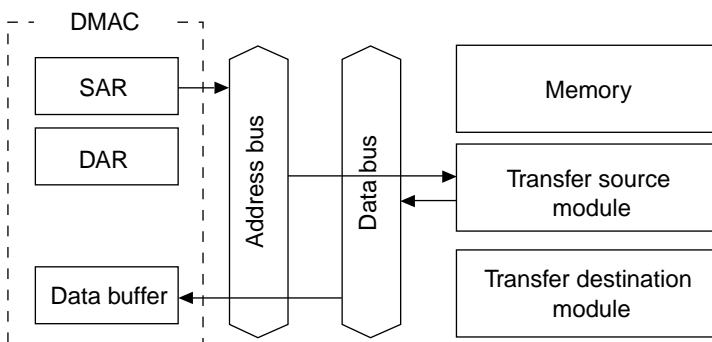 DMAC
SAR
DAR
Data buffer
Address bus
Data bus
Memory
Transfer source
module
Transfer destination
module